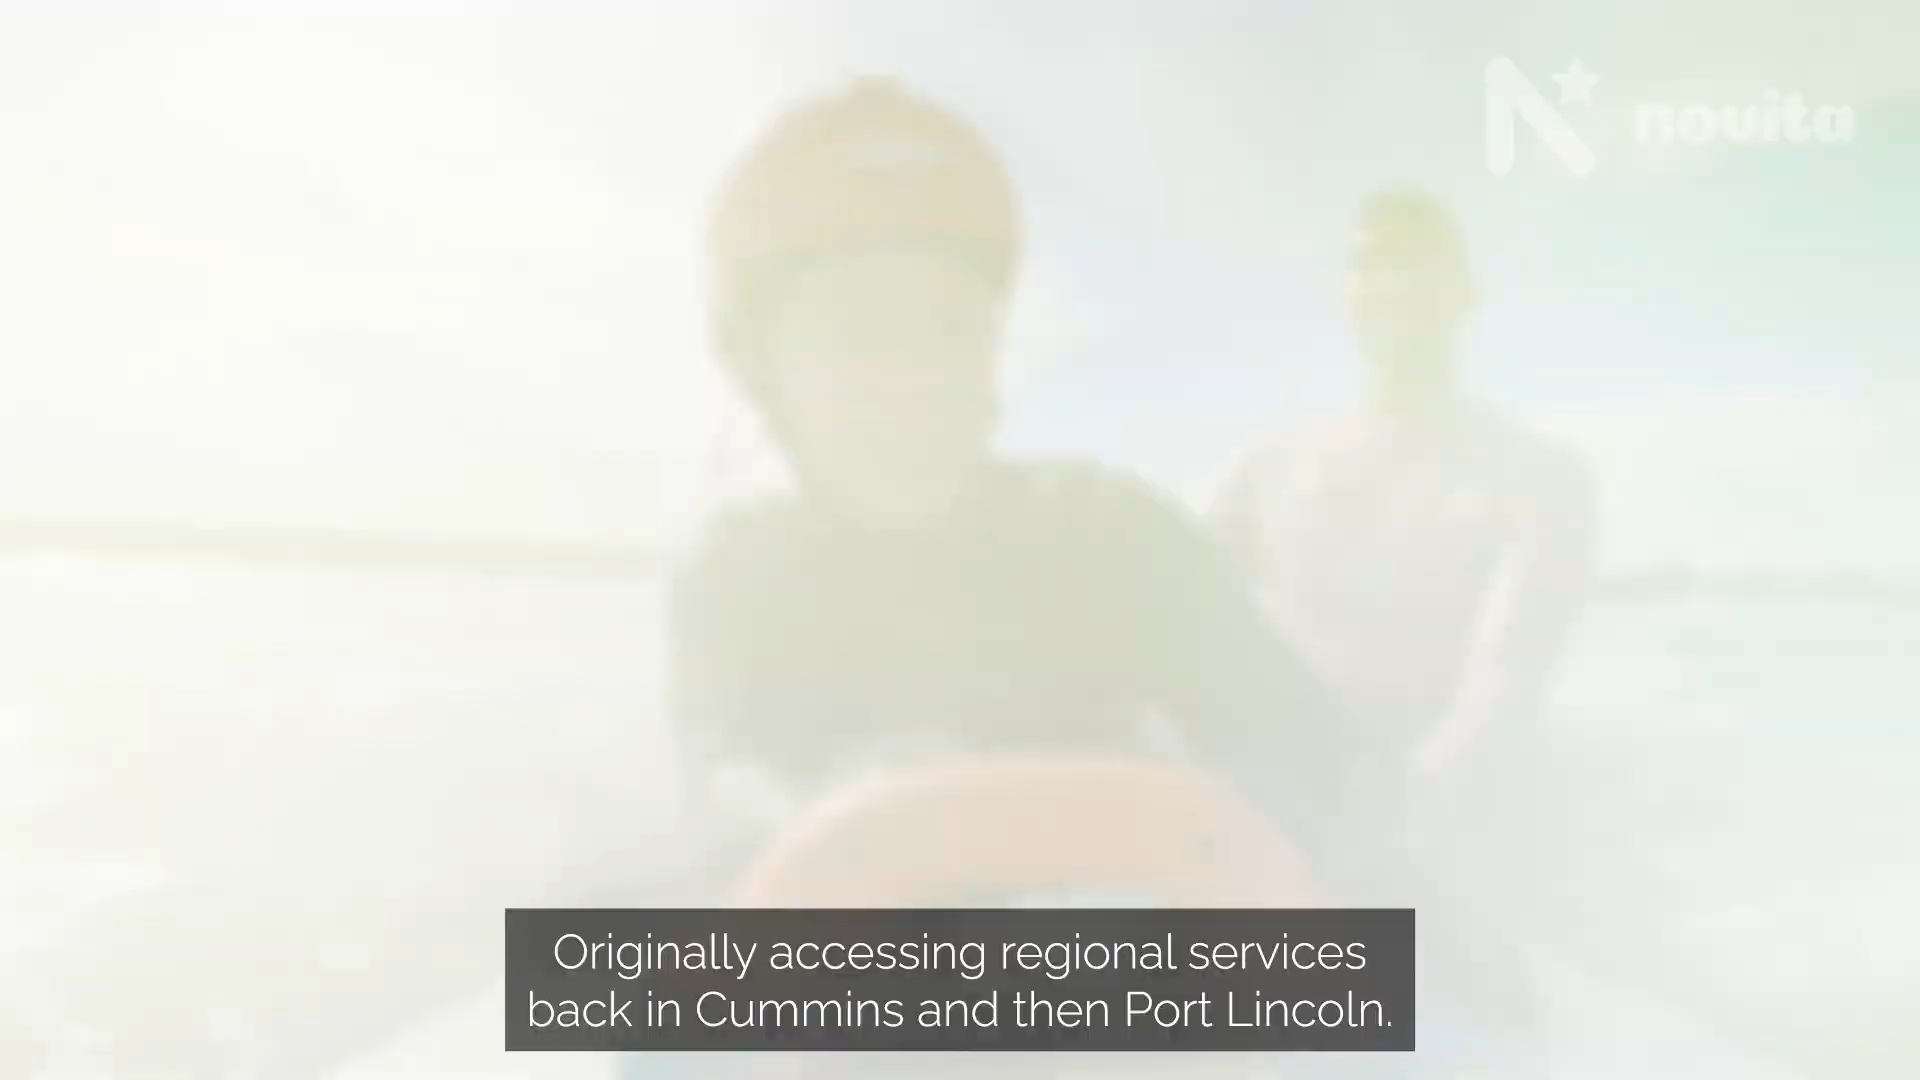 novita
Originally accessing regional services
back in Cummins and then Port Lincoln.